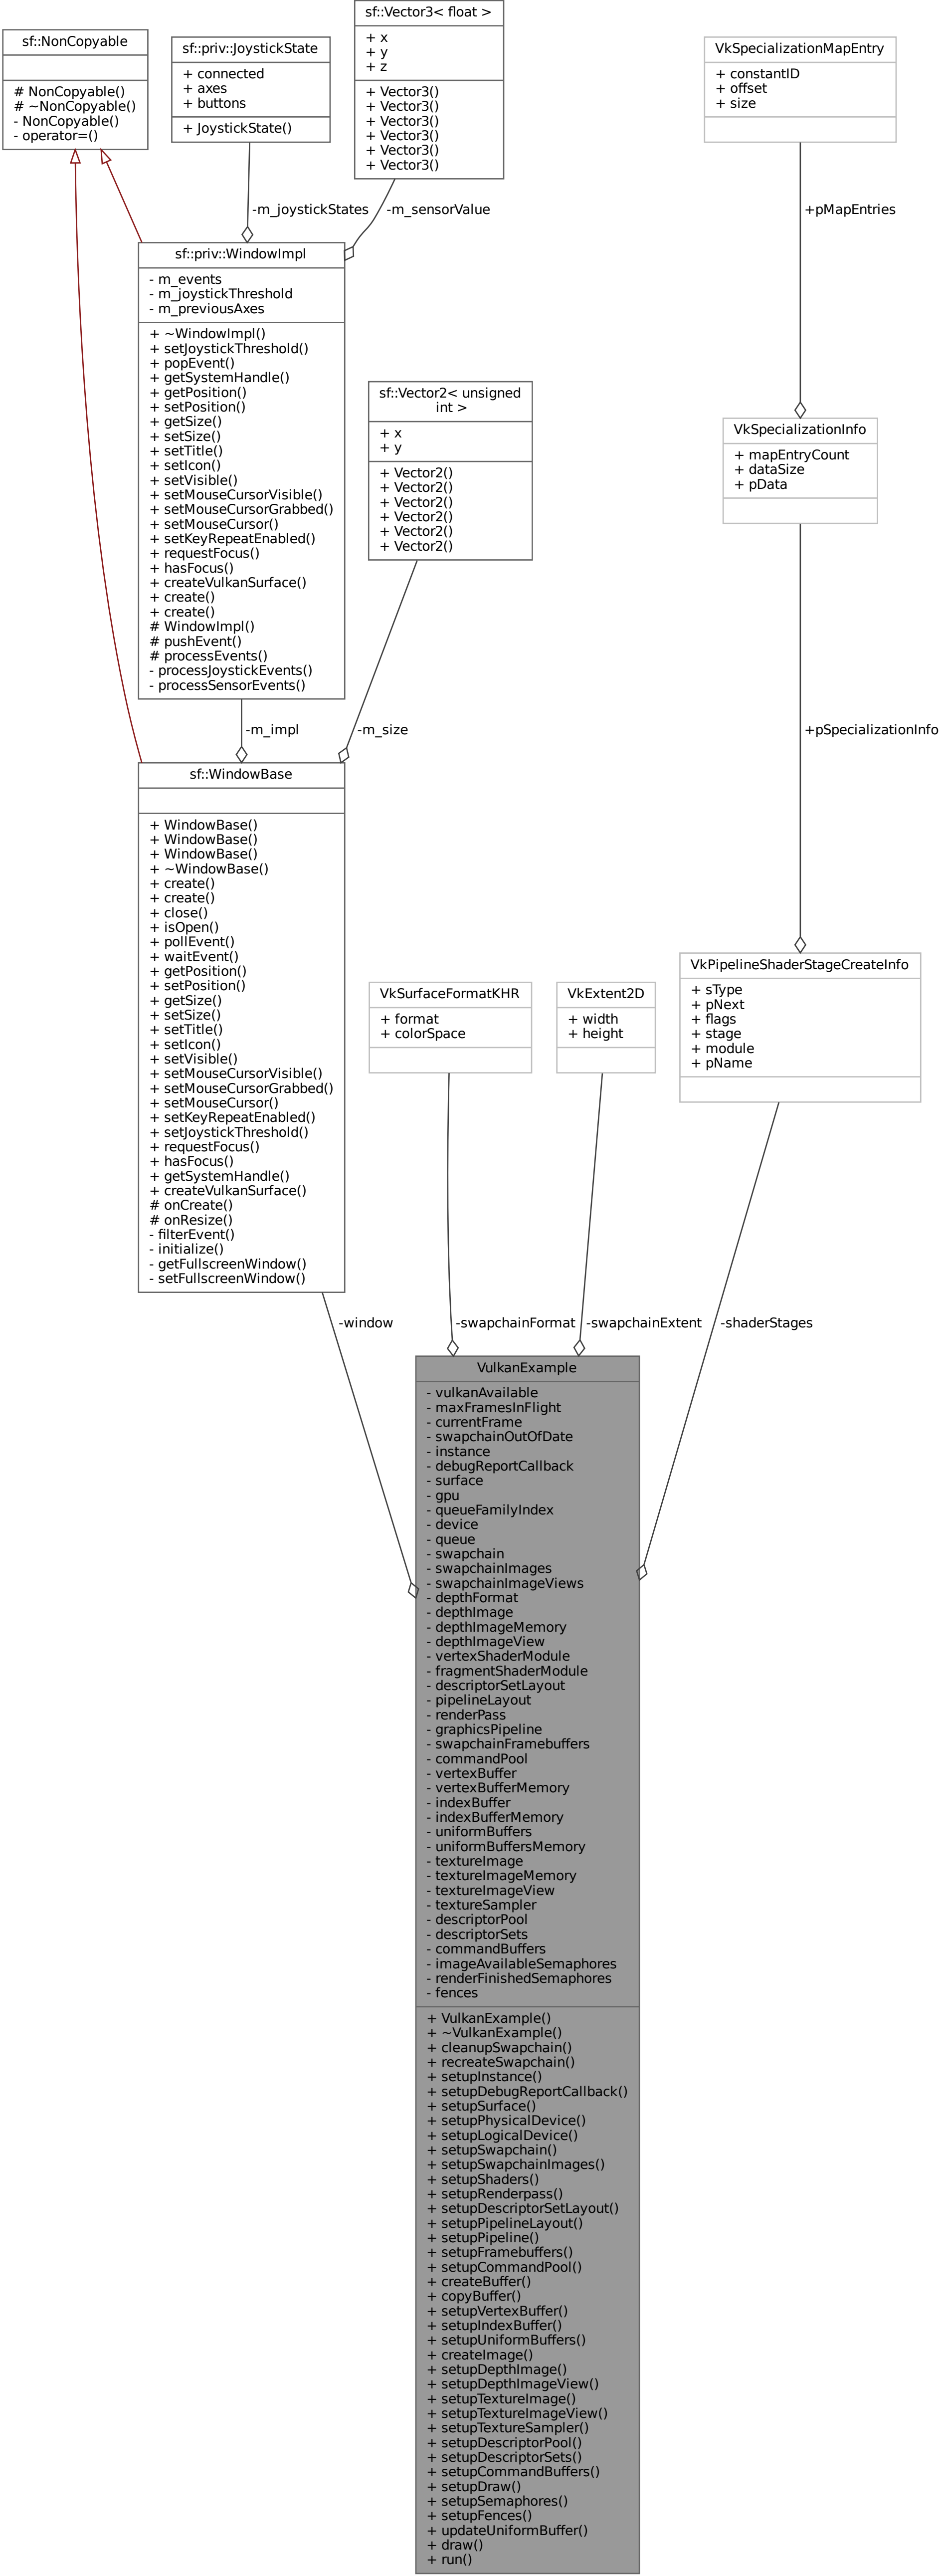 sf::NonCopyable
# NonCopyable()
# ~NonCopyable()
- NonCopyable()
- operator=()
sf::priv::JoystickState
+ connected
+ axes
+ buttons
+ JoystickState()
sf::Vector3< float >
+ x
+ y
+ z
+ Vector3()
+ Vector3()
+ Vector3()
+ Vector3()
+ Vector3()
+ Vector3()
VkSpecializationMapEntry
+ constantID
+ offset
+ size
-m_joystickStates
-m_sensorValue
+pMapEntries
sf::priv::WindowImpl
- m_events
- m_joystickThreshold
- m_previousAxes
+ ~WindowImpl()
+ setJoystickThreshold()
+ popEvent()
+ getSystemHandle()
+ getPosition()
+ setPosition()
+ getSize()
+ setSize()
+ setTitle()
+ setIcon()
+ setVisible()
+ setMouseCursorVisible()
+ setMouseCursorGrabbed()
+ setMouseCursor()
+ setKeyRepeatEnabled()
+ requestFocus()
+ hasFocus()
+ createVulkanSurface()
+ create()
+ create()
# WindowImpl()
# pushEvent()
# processEvents()
- processJoystickEvents()
- processSensorEvents()
sf::Vector2< unsigned
int >
+ x
+ y
+ Vector2()
+ Vector2()
+ Vector2()
+ Vector2()
+ Vector2()
+ Vector2()
VkSpecializationInfo
+ mapEntryCount
+ dataSize
+ pData
-m_impl
-m_size
+pSpecializationInfo
sf::WindowBase
+ WindowBase()
+ WindowBase()
+ WindowBase()
+ ~WindowBase()
+ create()
+ create()
+ close()
+ isOpen()
+ pollEvent()
+ waitEvent()
+ getPosition()
+ setPosition()
+ getSize()
+ setSize()
+ setTitle()
+ setIcon()
+ setVisible()
+ setMouseCursorVisible()
+ setMouseCursorGrabbed()
+ setMouseCursor()
+ setKeyRepeatEnabled()
+ setJoystickThreshold()
+ requestFocus()
+ hasFocus()
+ getSystemHandle()
+ createVulkanSurface()
# onCreate()
# onResize()
- filterEvent()
- initialize()
- getFullscreenWindow()
- setFullscreenWindow()
VkSurfaceFormatKHR
+ format
+ colorSpace
VkExtent2D
+ width
+ height
VkPipelineShaderStageCreateInfo
+ sType
+ pNext
+ flags
+ stage
+ module
+ pName
-window
-swapchainFormat
-swapchainExtent
-shaderStages
VulkanExample
- vulkanAvailable
- maxFramesInFlight
- currentFrame
- swapchainOutOfDate
- instance
- debugReportCallback
- surface
- gpu
- queueFamilyIndex
- device
- queue
- swapchain
- swapchainImages
- swapchainImageViews
- depthFormat
- depthImage
- depthImageMemory
- depthImageView
- vertexShaderModule
- fragmentShaderModule
- descriptorSetLayout
- pipelineLayout
- renderPass
- graphicsPipeline
- swapchainFramebuffers
- commandPool
- vertexBuffer
- vertexBufferMemory
- indexBuffer
- indexBufferMemory
- uniformBuffers
- uniformBuffersMemory
- textureImage
- textureImageMemory
- textureImageView
- textureSampler
- descriptorPool
- descriptorSets
- commandBuffers
- imageAvailableSemaphores
- renderFinishedSemaphores
- fences
+ VulkanExample()
+ ~VulkanExample()
+ cleanupSwapchain()
+ recreateSwapchain()
+ setupInstance()
+ setupDebugReportCallback()
+ setupSurface()
+ setupPhysicalDevice()
+ setupLogicalDevice()
+ setupSwapchain()
+ setupSwapchainImages()
+ setupShaders()
+ setupRenderpass()
+ setupDescriptorSetLayout()
+ setupPipelineLayout()
+ setupPipeline()
+ setupFramebuffers()
+ setupCommandPool()
+ createBuffer()
+ copyBuffer()
+ setupVertexBuffer()
+ setupIndexBuffer()
+ setupUniformBuffers()
+ createImage()
+ setupDepthImage()
+ setupDepthImageView()
+ setupTextureImage()
+ setupTextureImageView()
+ setupTextureSampler()
+ setupDescriptorPool()
+ setupDescriptorSets()
+ setupCommandBuffers()
+ setupDraw()
+ setupSemaphores()
+ setupFences()
+ updateUniformBuffer()
+ draw()
+ run()